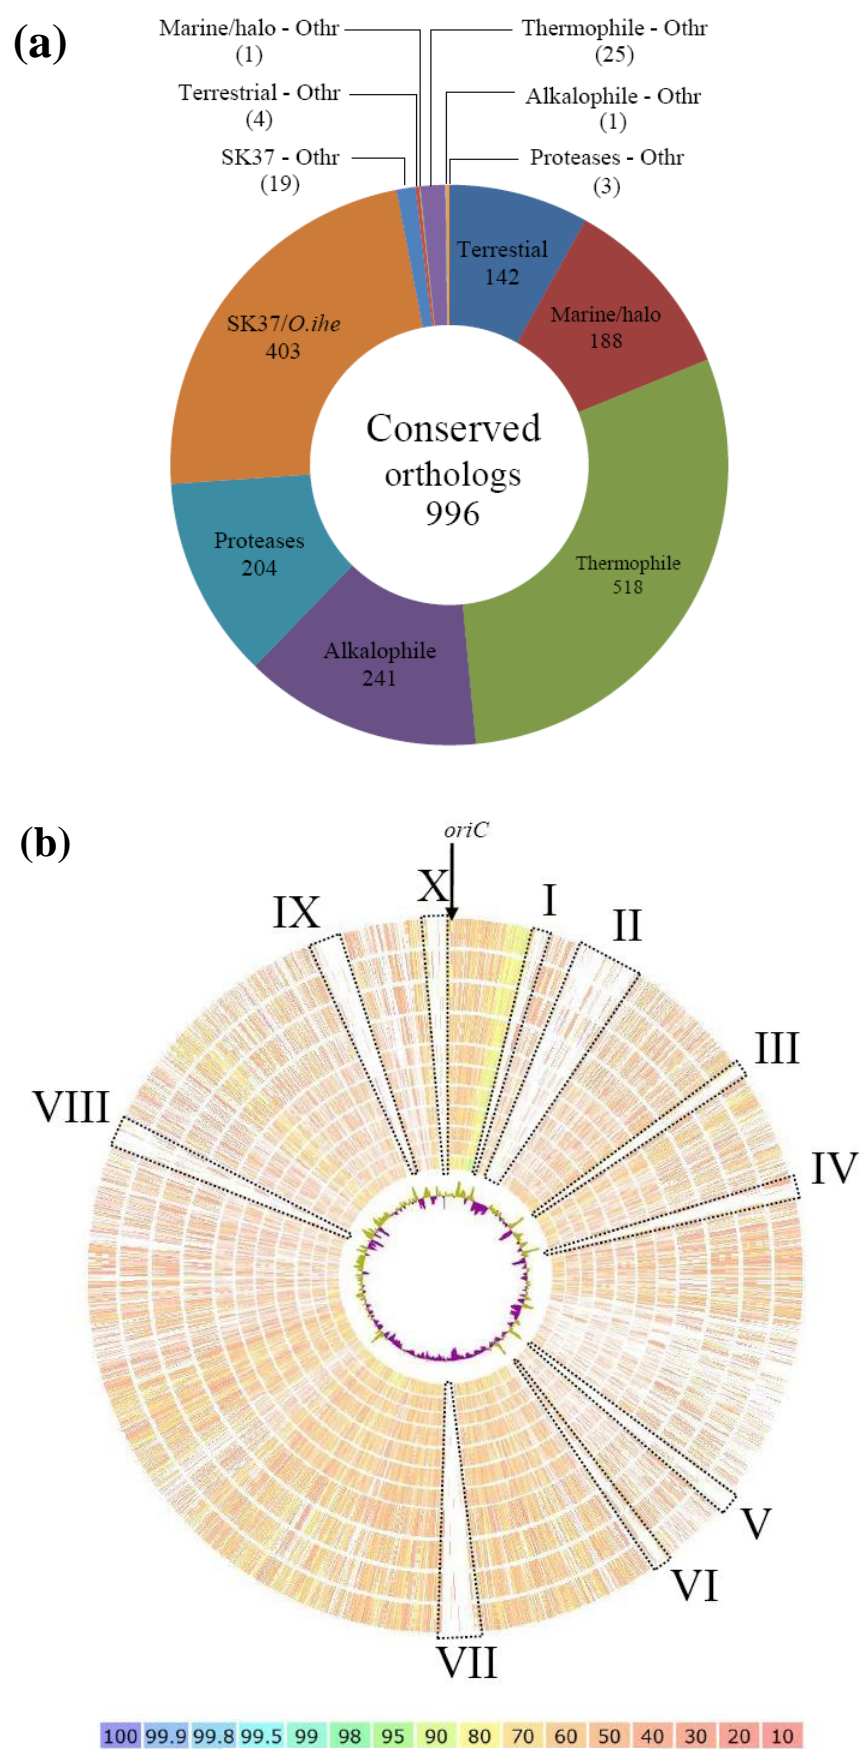 (a)
Marine/halo - Othr
(1)
Thermophile - Othr
(25)
Terrestrial - Othr
(4)
Alkalophile - Othr
(1)
SK37 - Othr
(19)
Proteases - Othr
(3)
Terrestial
142
Marine/halo
188
SK37/O.ihe
403
Conserved
orthologs
996
Thermophile
518
Proteases
204
Alkalophile
241
(b)
oriC
X
I
IX
II
III
VIII
IV
V
VI
VII
100 99.9 99.8 99.5 99 98 95 90 80 70 60 50 40 30 20 10